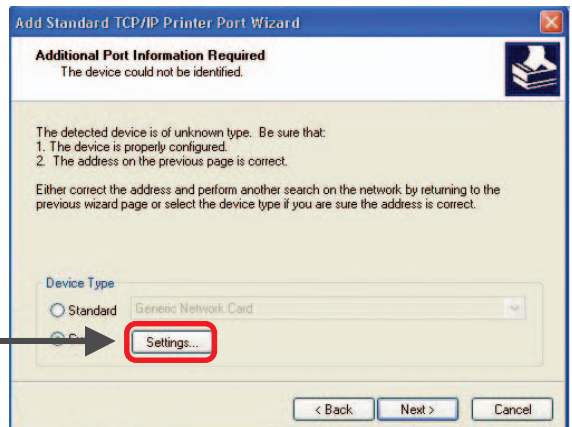 Add Standard TCP/IP Printer Port Wizard
Additional Port Information Required
The device could not be identified.
The detected device is of unknown type. Be sure that:
1. The device is properly configured.
2. The address on the previous page is correct.
Either correct the address and perform another search on the network by returning to the
previous wizard page or select the device type if you are sure the address is correct.
Device Type
Standard
Generic Network Card
Settings...
< Back
Next >
Cancel